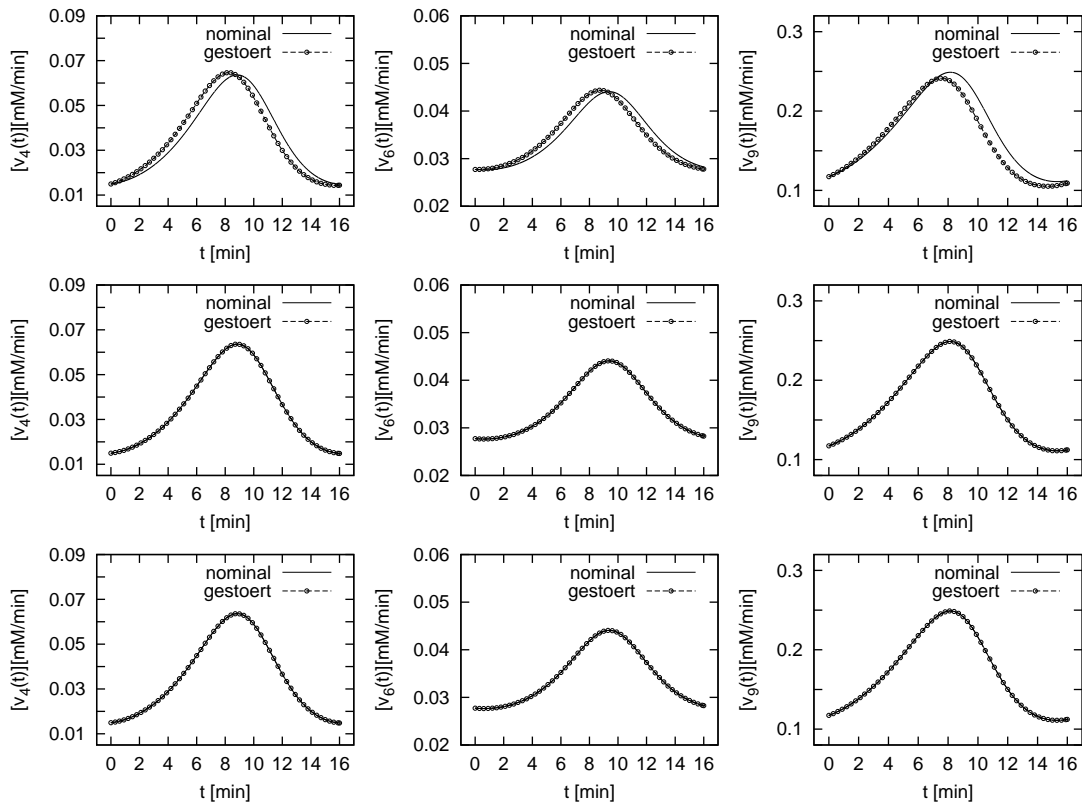 nominal
gestoert
[v4(t)][mM/min]
0.09
0.07
0.05
0.03
0.01
0 2 4 6 8 10 12 14 16
t [min]
nominal
gestoert
[v6(t)][mM/min]
0.06
0.05
0.04
0.03
0.02
0 2 4 6 8 10 12 14 16
t [min]
nominal
gestoert
[v9(t)][mM/min]
0.3
0.2
0.1
0 2 4 6 8 10 12 14 16
t [min]
nominal
gestoert
[v4(t)][mM/min]
0.09
0.07
0.05
0.03
0.01
0 2 4 6 8 10 12 14 16
t [min]
nominal
gestoert
[v6(t)][mM/min]
0.06
0.05
0.04
0.03
0.02
0 2 4 6 8 10 12 14 16
t [min]
nominal
gestoert
[v9(t)][mM/min]
0.3
0.2
0.1
0 2 4 6 8 10 12 14 16
t [min]
nominal
gestoert
[v4(t)][mM/min]
0.09
0.07
0.05
0.03
0.01
0 2 4 6 8 10 12 14 16
t [min]
nominal
gestoert
[v6(t)][mM/min]
0.06
0.05
0.04
0.03
0.02
0 2 4 6 8 10 12 14 16
t [min]
nominal
gestoert
[v9(t)][mM/min]
0.3
0.2
0.1
0 2 4 6 8 10 12 14 16
t [min]